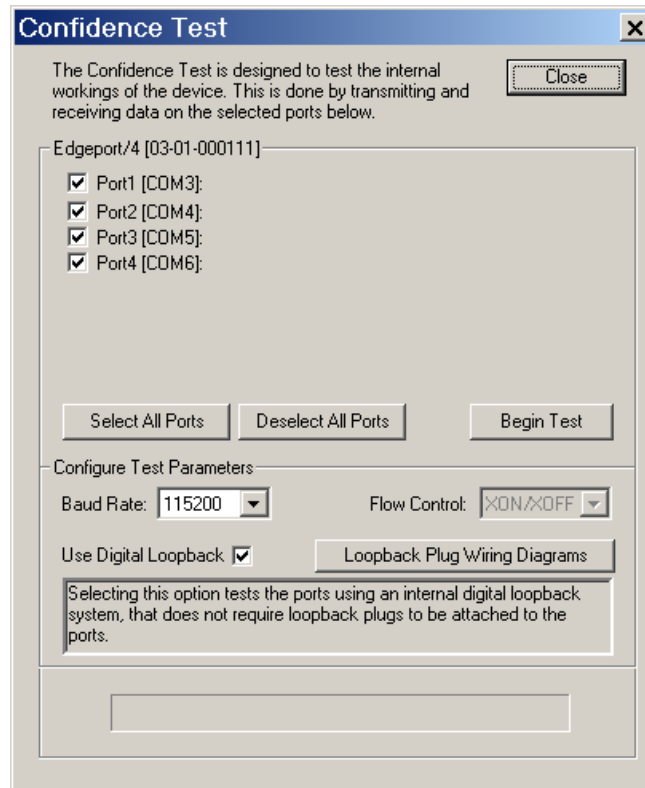 Confidence Test
The Confidence Test is designed to test the internal
workings of the device. This is done by transmitting and
receiving data on the selected ports below.
Close
Edgeport/4 [03-01-000111]
Port1 [COM3]:
Port2 [COM4]:
Port3 [COM5]:
Port4 [COM6]:
Select All Ports
Deselect All Ports
Begin Test
Configure Test Parameters
Baud Rate: 115200
Flow Control: XON/XOFF
Use Digital Loopback
Loopback Plug Wiring Diagrams
Selecting this option tests the ports using an internal digital loopback
system, that does not require loopback plugs to be attached to the
ports.